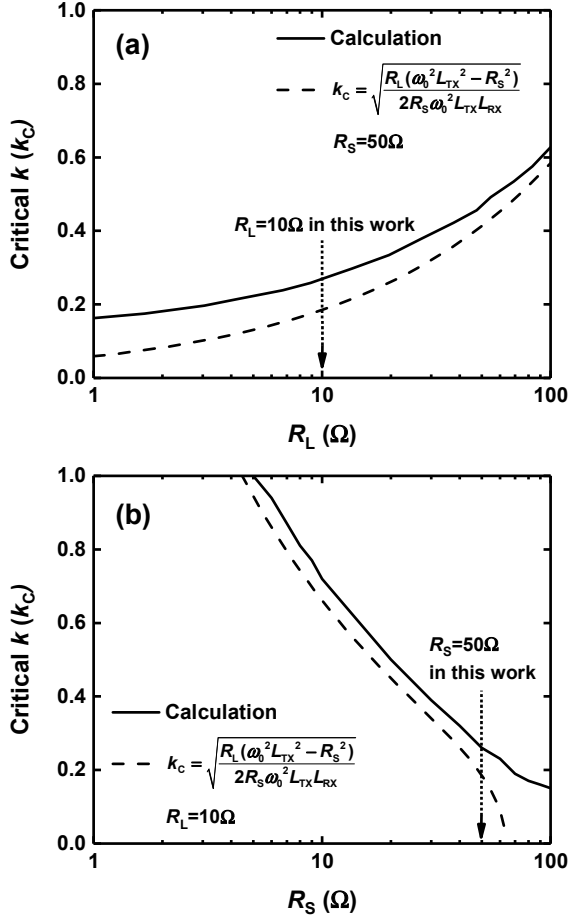 (a)
Calculation
k_C = √(R_L(ω_0²L_TX² − R_S²) / 2R_Sω_0²L_TXL_RX)
R_S=50Ω
R_L=10Ω in this work
Critical k (k_C)
1.0
0.8
0.6
0.4
0.2
0.0
1 10 100
R_L (Ω)
(b)
R_S=50Ω
in this work
Calculation
k_C = √(R_L(ω_0²L_TX² − R_S²) / 2R_Sω_0²L_TXL_RX)
R_L=10Ω
Critical k (k_C)
1.0
0.8
0.6
0.4
0.2
0.0
1 10 100
R_S (Ω)